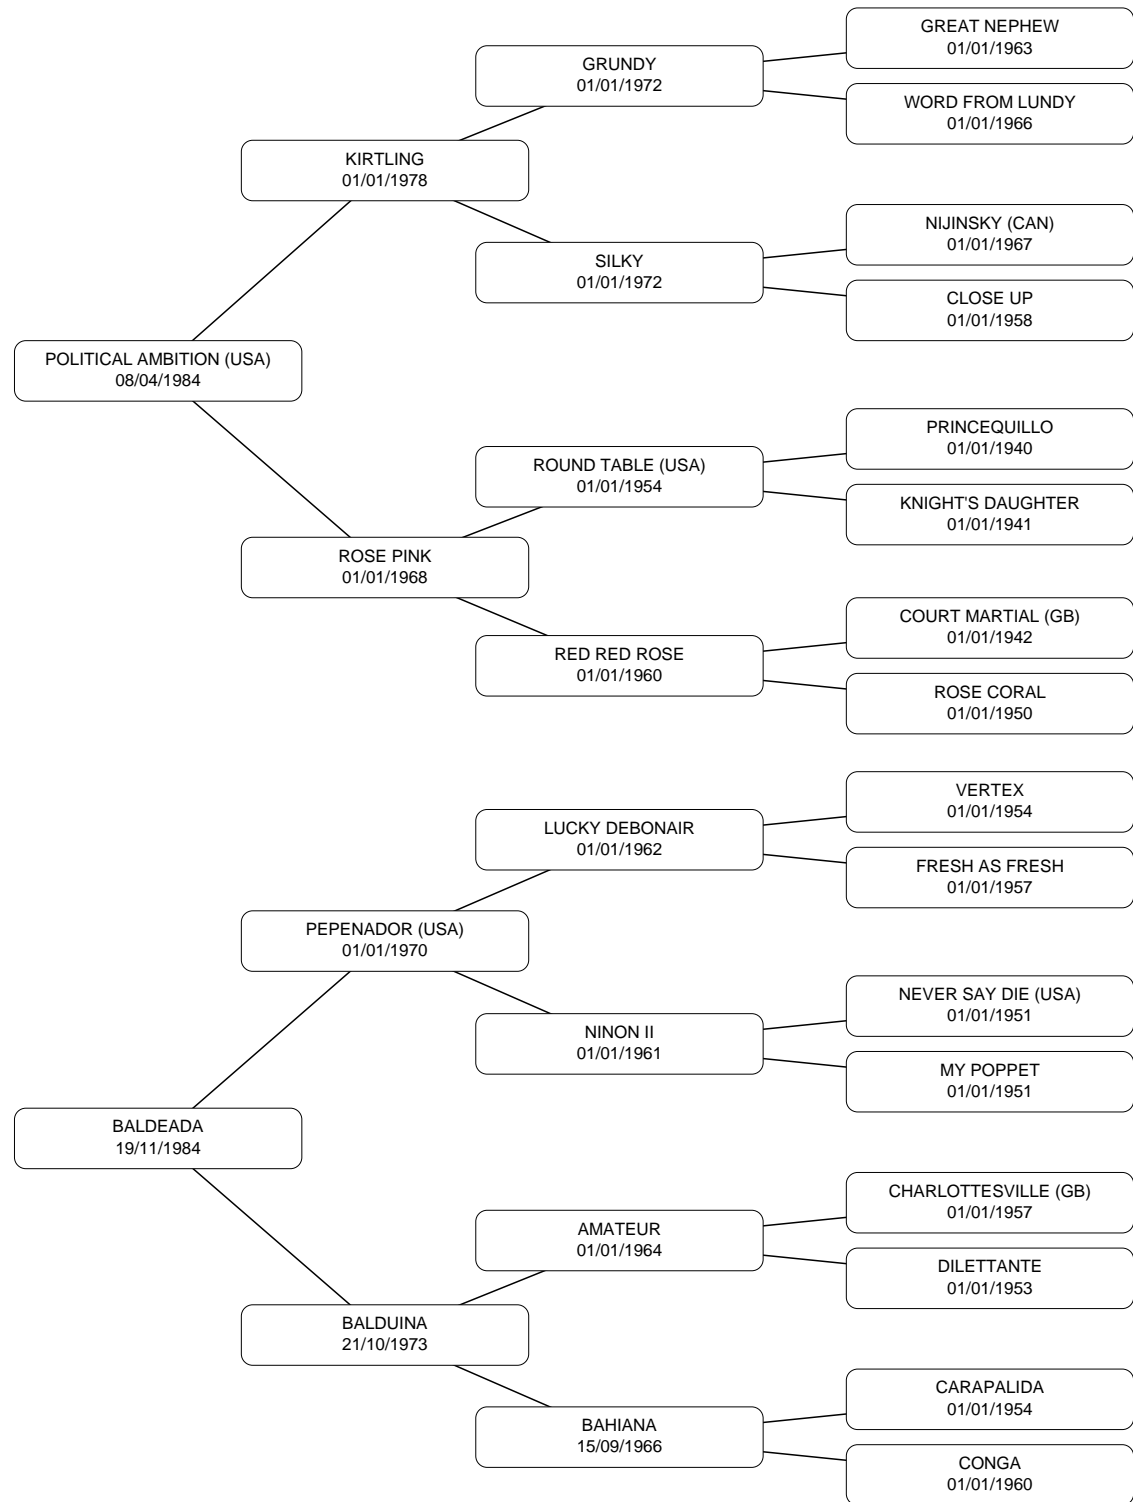 GREAT NEPHEW
01/01/1963
GRUNDY
01/01/1972
WORD FROM LUNDY
01/01/1966
KIRTLING
01/01/1978
NIJINSKY (CAN)
01/01/1967
SILKY
01/01/1972
CLOSE UP
01/01/1958
POLITICAL AMBITION (USA)
08/04/1984
PRINCEQUILLO
01/01/1940
ROUND TABLE (USA)
01/01/1954
KNIGHT'S DAUGHTER
01/01/1941
ROSE PINK
01/01/1968
COURT MARTIAL (GB)
01/01/1942
RED RED ROSE
01/01/1960
ROSE CORAL
01/01/1950
VERTEX
01/01/1954
LUCKY DEBONAIR
01/01/1962
FRESH AS FRESH
01/01/1957
PEPENADOR (USA)
01/01/1970
NEVER SAY DIE (USA)
01/01/1951
NINON II
01/01/1961
MY POPPET
01/01/1951
BALDEADA
19/11/1984
CHARLOTTESVILLE (GB)
01/01/1957
AMATEUR
01/01/1964
DILETTANTE
01/01/1953
BALDUINA
21/10/1973
CARAPALIDA
01/01/1954
BAHIANA
15/09/1966
CONGA
01/01/1960